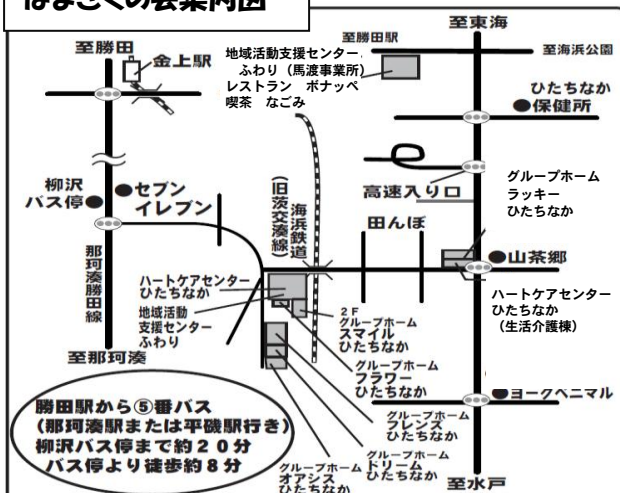 はまぎくの会案内図
至勝田
金上駅
地域活動支援センター
ふわり（馬渡事業所）
レストラン ボナッペ
喫茶 なごみ
至勝田駅
至東海
至海浜公園
ひたちなか
●保健所
高速入り口
グループホーム
ラッキー
ひたちなか
柳沢
バス停●
●セブン
イレブン
海浜鉄道
（旧茨交湊線）
田んぼ
●山茶郷
那珂湊勝田線
ハートケアセンター
ひたちなか
地域活動
支援センター
ふわり
２Ｆ
グループホーム
スマイル
ひたちなか
ハートケアセンター
ひたちなか
（生活介護棟）
至那珂湊
グループホーム
フラワー
ひたちなか
●ヨークベニマル
勝田駅から⑤番バス
（那珂湊駅または平磯駅行き）
柳沢バス停まで約２０分
バス停より徒歩約８分
グループホーム
フレンズ
ひたちなか
グループホーム
ドリーム
ひたちなか
グループホーム
オアシス
ひたちなか
至水戸